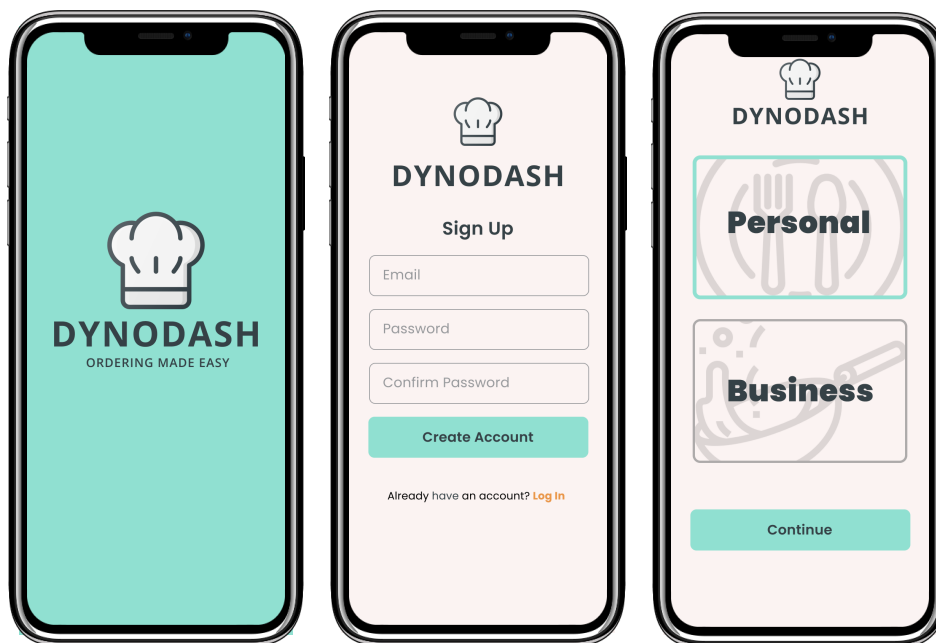 DYNODASH
ORDERING MADE EASY
DYNODASH
Sign Up
Email
Password
Confirm Password
Create Account
Already have an account? Log In
DYNODASH
Personal
Business
Continue